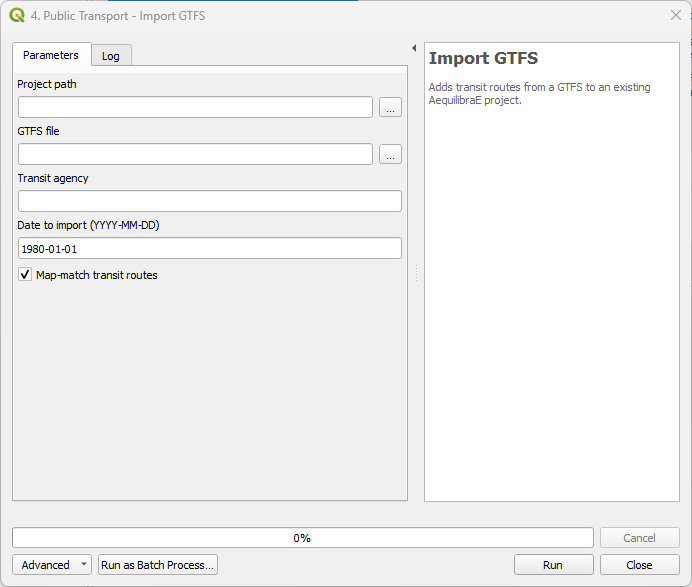 4. Public Transport - Import GTFS
Parameters
Log
Project path
...
GTFS file
...
Transit agency
Date to import (YYYY-MM-DD)
1980-01-01
Map-match transit routes
Import GTFS
Adds transit routes from a GTFS to an existing
AequilibraE project.
0%
Cancel
Advanced
Run as Batch Process...
Run
Close